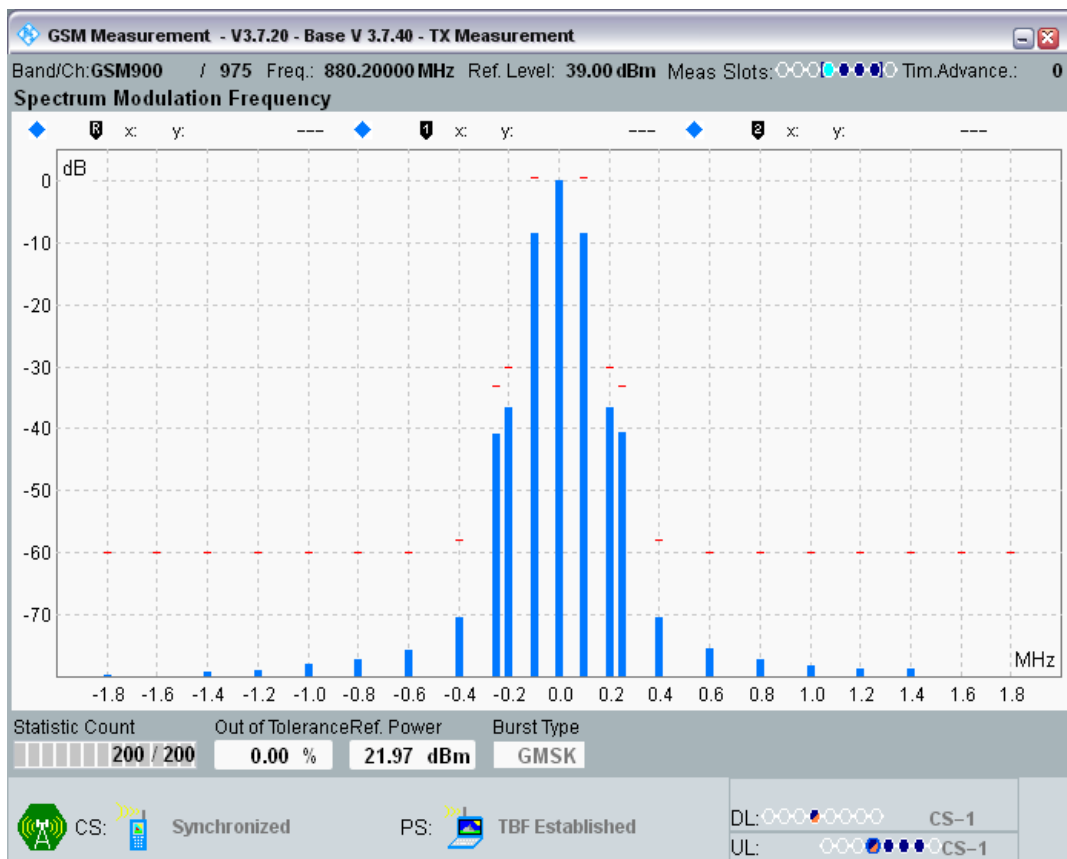 GSM Measurement - V3.7.20 - Base V 3.7.40 - TX Measurement
Band/Ch:GSM900 / 975 Freq.: 880.20000 MHz Ref. Level: 39.00 dBm Meas Slots: Tim.Advance.: 0
Spectrum Modulation Frequency
R x: y: --- 1 x: y: --- 2 x: y: ---
dB
0
-10
-20
-30
-40
-50
-60
-70
MHz
-1.8 -1.6 -1.4 -1.2 -1.0 -0.8 -0.6 -0.4 -0.2 0.0 0.2 0.4 0.6 0.8 1.0 1.2 1.4 1.6 1.8
Statistic Count Out of Tolerance Ref. Power Burst Type
200 / 200 0.00 % 21.97 dBm GMSK
CS: Synchronized PS: TBF Established
DL: CS-1
UL: CS-1